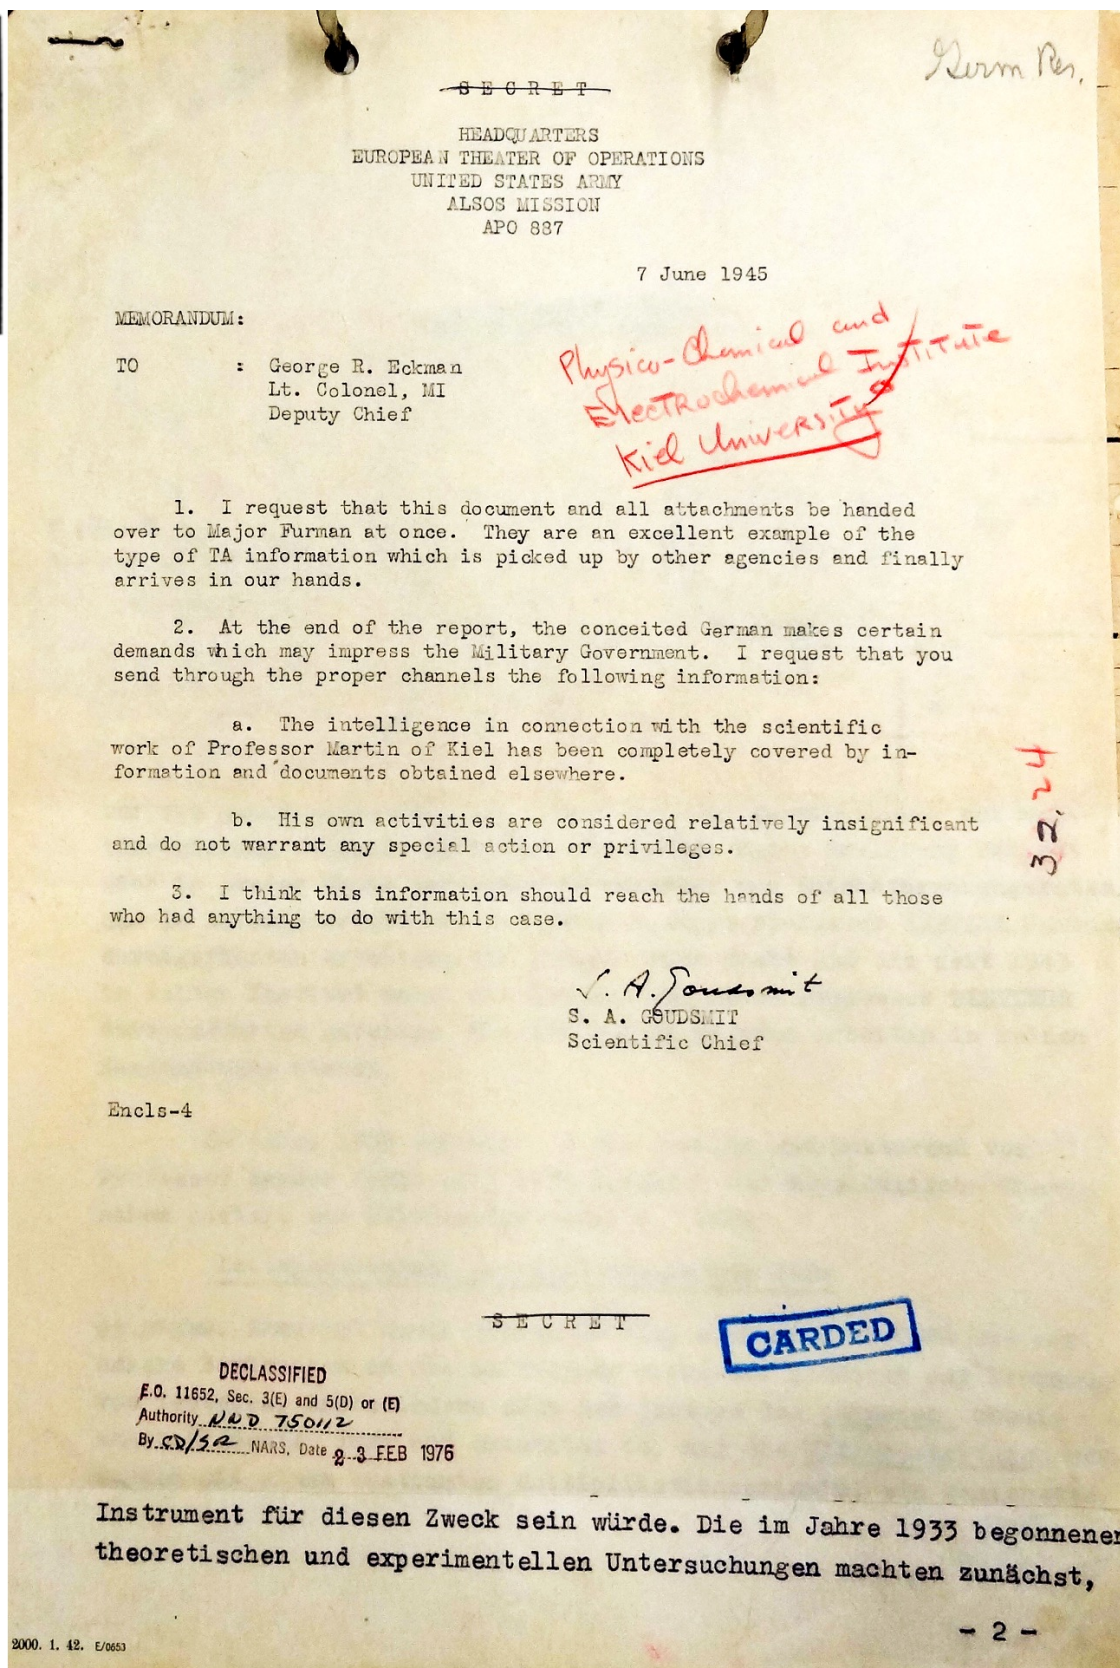 Germ Res.
SECRET
HEADQUARTERS
EUROPEAN THEATER OF OPERATIONS
UNITED STATES ARMY
ALSOS MISSION
APO 887
7 June 1945
MEMORANDUM:
TO : George R. Eckman
Lt. Colonel, MI
Deputy Chief
Physico-Chemical and
Electrochemical Institute
Kiel University
1. I request that this document and all attachments be handed
over to Major Furman at once. They are an excellent example of the
type of TA information which is picked up by other agencies and finally
arrives in our hands.
2. At the end of the report, the conceited German makes certain
demands which may impress the Military Government. I request that you
send through the proper channels the following information:
a. The intelligence in connection with the scientific
work of Professor Martin of Kiel has been completely covered by in-
formation and documents obtained elsewhere.
b. His own activities are considered relatively insignificant
and do not warrant any special action or privileges.
32.24
3. I think this information should reach the hands of all those
who had anything to do with this case.
S. A. Goudsmit
S. A. GOUDSMIT
Scientific Chief
Encls-4
SECRET
CARDED
DECLASSIFIED
E.O. 11652, Sec. 3(E) and 5(D) or (E)
Authority NND 750112
By CD/SR NARS, Date 23 FEB 1976
Instrument für diesen Zweck sein würde. Die im Jahre 1933 begonnenen
theoretischen und experimentellen Untersuchungen machten zunächst,
- 2 -
2000. 1. 42. E/0653